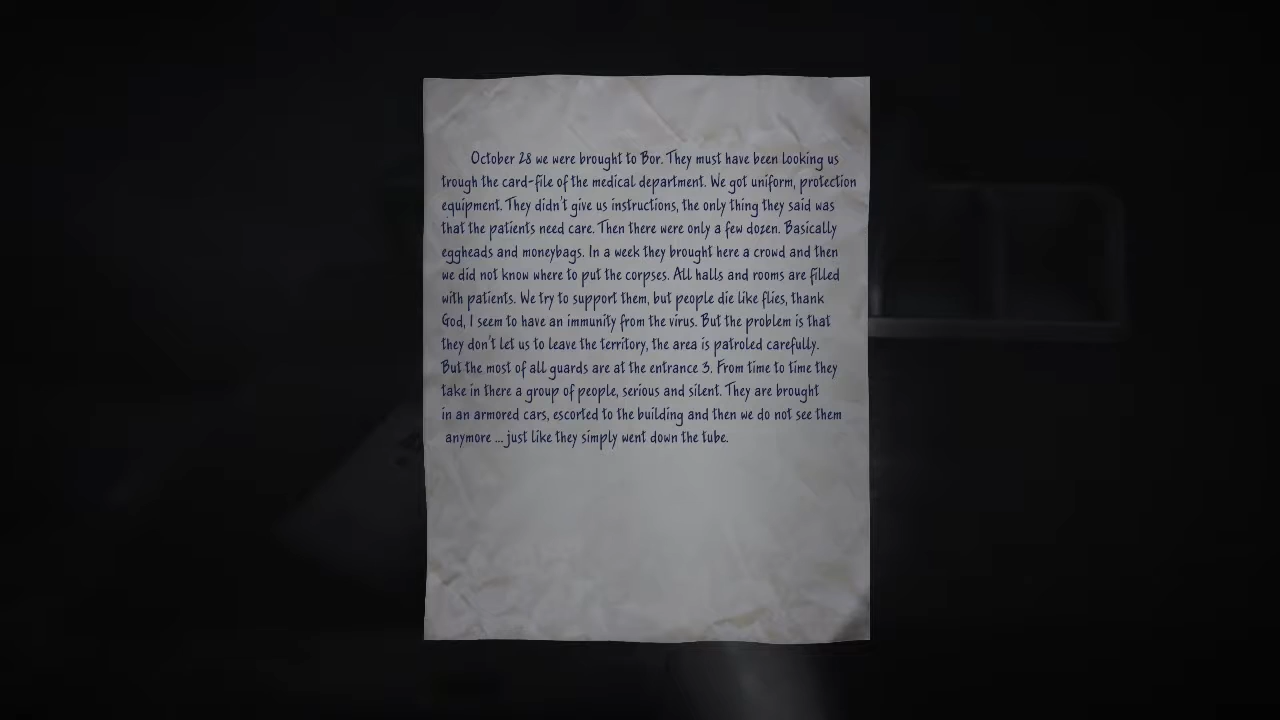 October 28 we were brought to Bor. They must have been looking us
trough the card-file of the medical department. We got uniform, protection
equipment. They didn't give us instructions, the only thing they said was
that the patients need care. Then there were only a few dozen. Basically
eggheads and moneybags. In a week they brought here a crowd and then
we did not know where to put the corpses. All halls and rooms are filled
with patients. We try to support them, but people die like flies, thank
God, I seem to have an immunity from the virus. But the problem is that
they don't let us to leave the territory, the area is patroled carefully.
But the most of all guards are at the entrance 3. From time to time they
take in there a group of people, serious and silent. They are brought
in an armored cars, escorted to the building and then we do not see them
anymore ... just like they simply went down the tube.